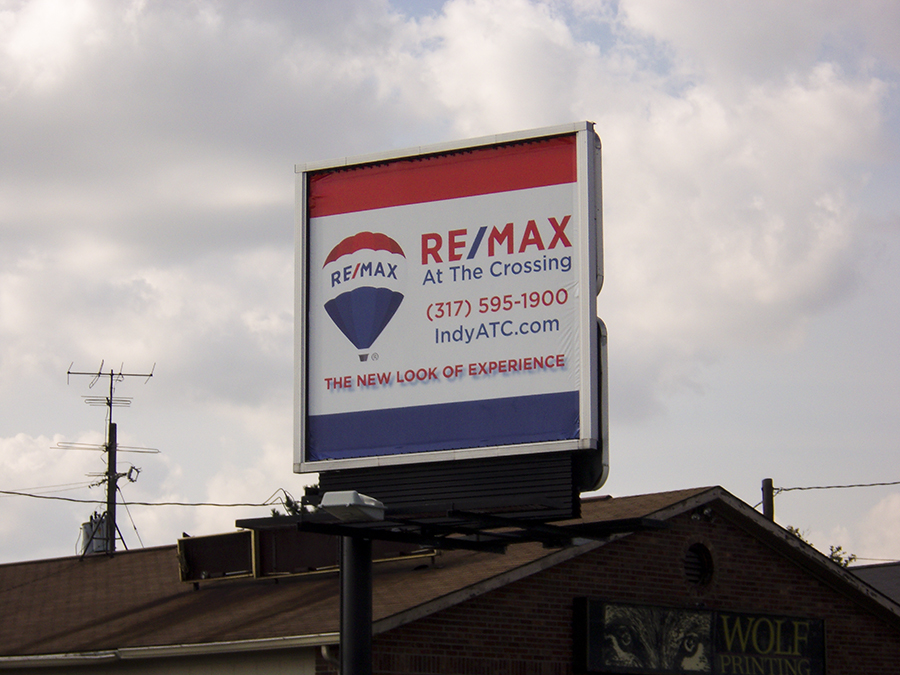 RE/MAX
®
RE/MAX
At The Crossing
(317) 595-1900
IndyATC.com
THE NEW LOOK OF EXPERIENCE
WOLF
PRINTING